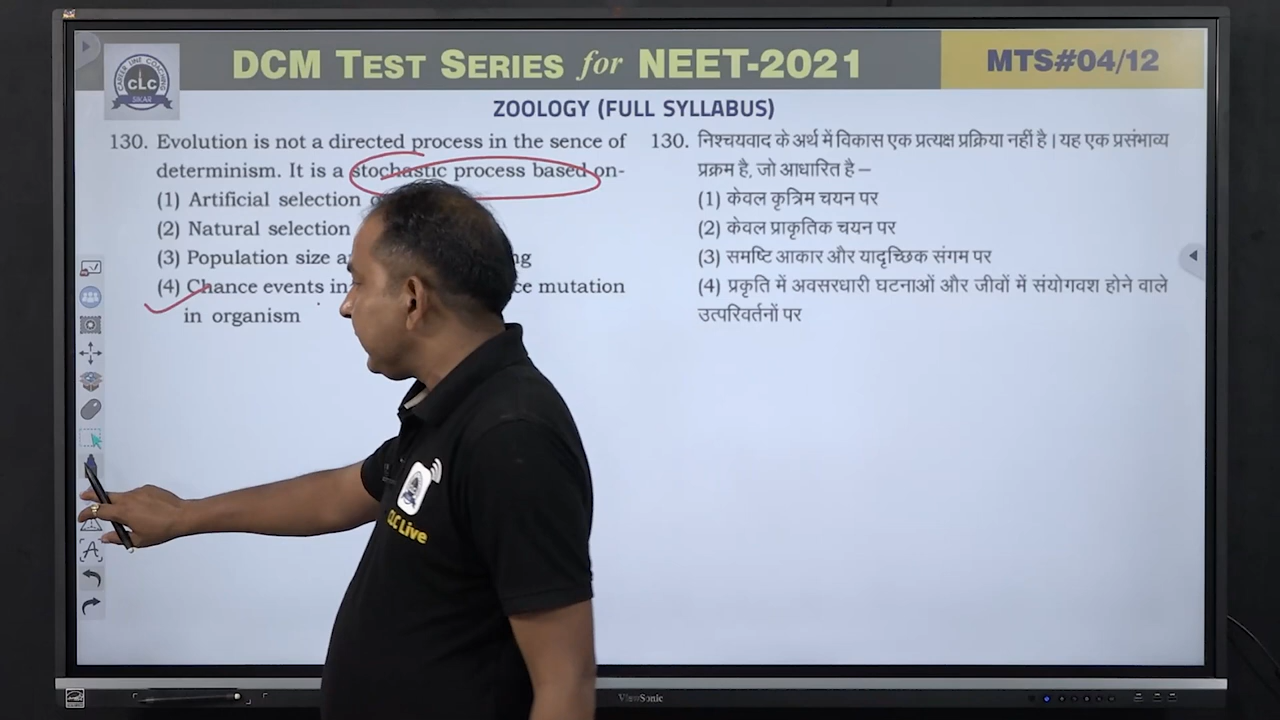 DCM TEST SERIES for NEET-2021
MTS#04/12
CAREER LINE COACHING
CLC
SIKAR
ZOOLOGY (FULL SYLLABUS)
130. Evolution is not a directed process in the sence of
determinism. It is a stochastic process based on-
(1) Artificial selection
(2) Natural selection
(3) Population size
(4) Chance events in mutation
in organism
130. निश्चयवाद के अर्थ में विकास एक प्रत्यक्ष प्रक्रिया नहीं है। यह एक प्रसंभाव्य
प्रक्रम है, जो आधारित है –
(1) केवल कृत्रिम चयन पर
(2) केवल प्राकृतिक चयन पर
(3) समष्टि आकार और यादृच्छिक संगम पर
(4) प्रकृति में अवसरधारी घटनाओं और जीवों में संयोगवश होने वाले
उत्परिवर्तनों पर
CLC Live
A
ViewSonic